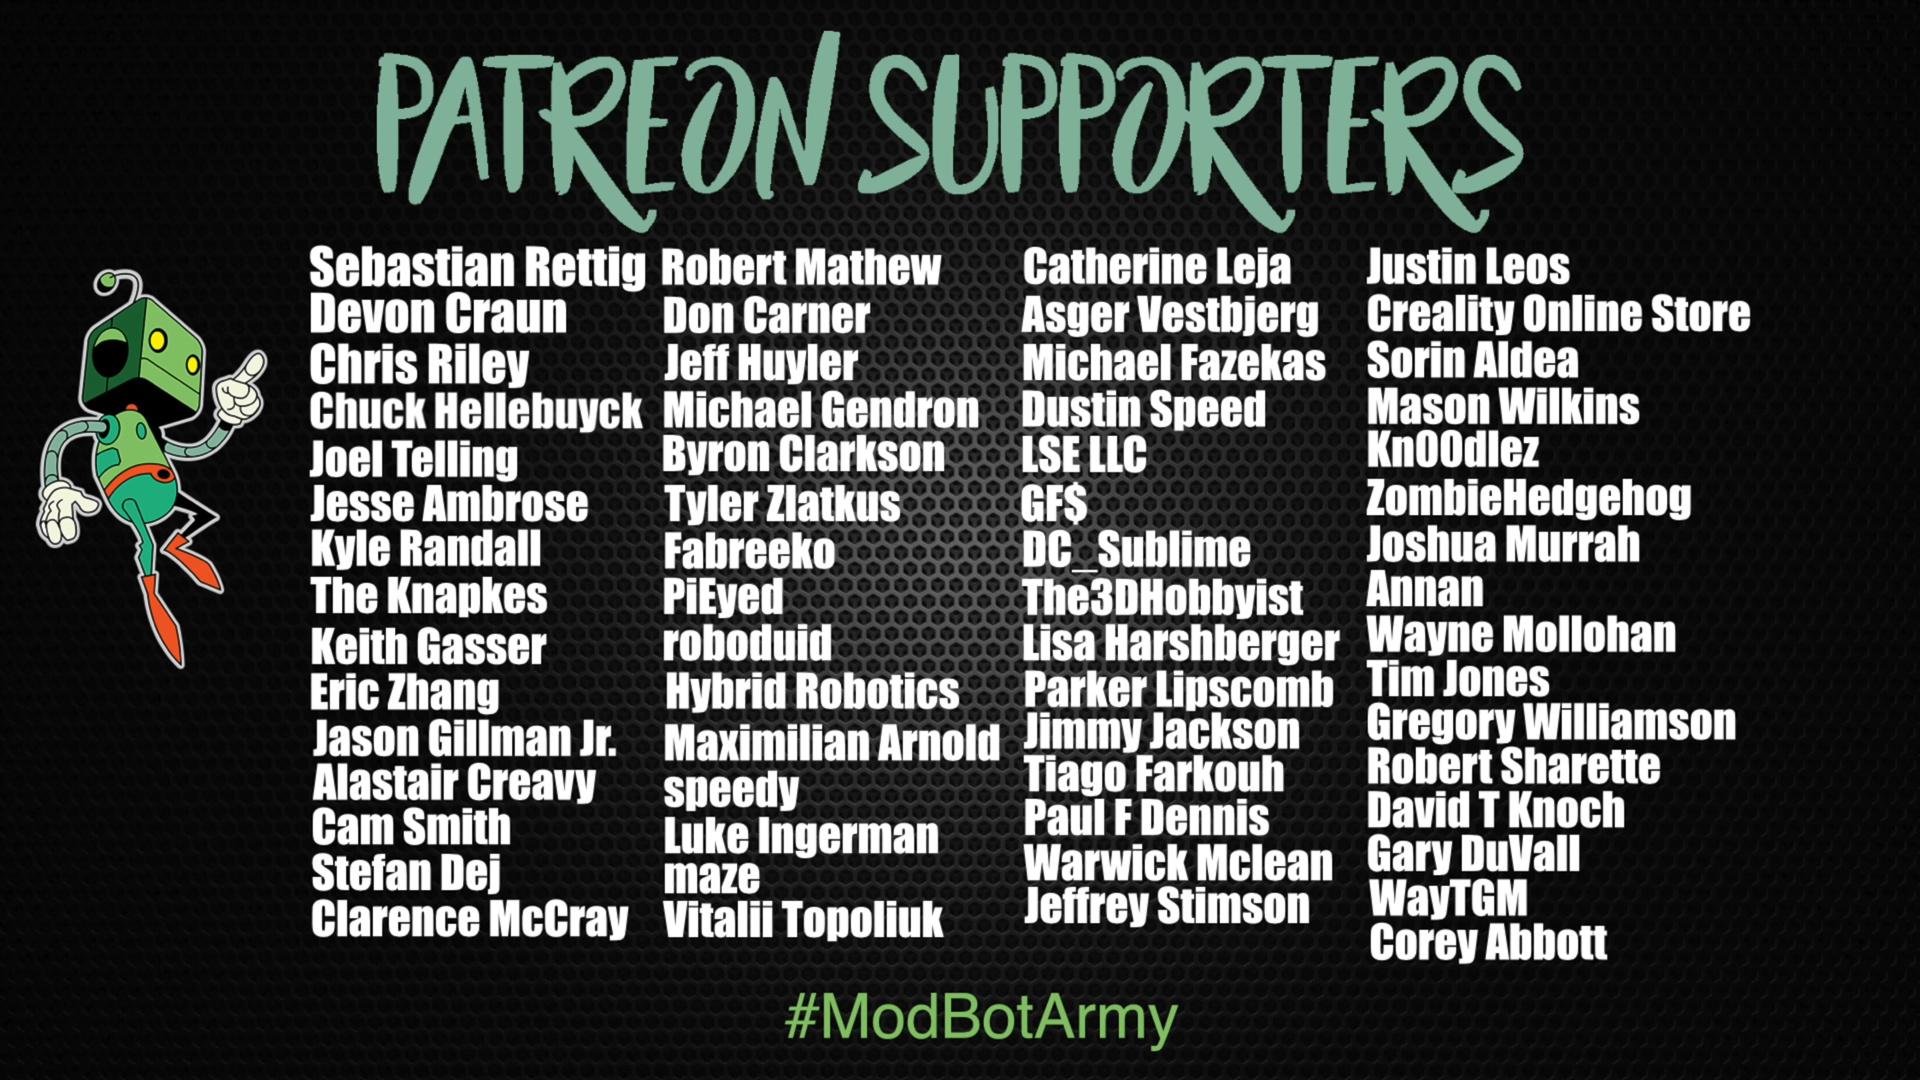 PATREON SUPPORTERS
Sebastian Rettig
Devon Craun
Chris Riley
Chuck Hellebuyck
Joel Telling
Jesse Ambrose
Kyle Randall
The Knapkes
Keith Gasser
Eric Zhang
Jason Gillman Jr.
Alastair Creavy
Cam Smith
Stefan Dej
Clarence McCray
Robert Mathew
Don Carner
Jeff Huyler
Michael Gendron
Byron Clarkson
Tyler Zlatkus
Fabreeko
PiEyed
roboduid
Hybrid Robotics
Maximilian Arnold
speedy
Luke Ingerman
maze
Vitalii Topoliuk
Catherine Leja
Asger Vestbjerg
Michael Fazekas
Dustin Speed
LSE LLC
GF$
DC_Sublime
The3DHobbyist
Lisa Harshberger
Parker Lipscomb
Jimmy Jackson
Tiago Farkouh
Paul F Dennis
Warwick Mclean
Jeffrey Stimson
Justin Leos
Creality Online Store
Sorin Aldea
Mason Wilkins
Kn00dlez
ZombieHedgehog
Joshua Murrah
Annan
Wayne Mollohan
Tim Jones
Gregory Williamson
Robert Sharette
David T Knoch
Gary DuVall
WayTGM
Corey Abbott
#ModBotArmy